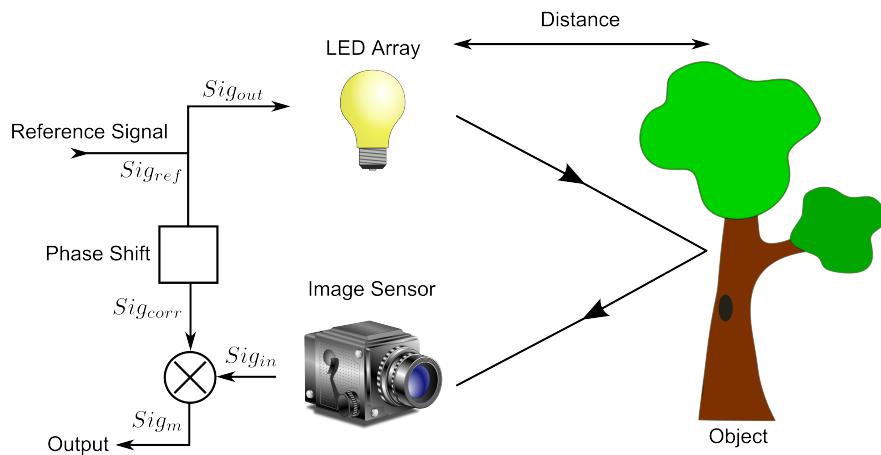 Distance
LED Array
Sig_out
Reference Signal
Sig_ref
Phase Shift
Image Sensor
Sig_corr
Sig_in
Sig_m
Output
Object